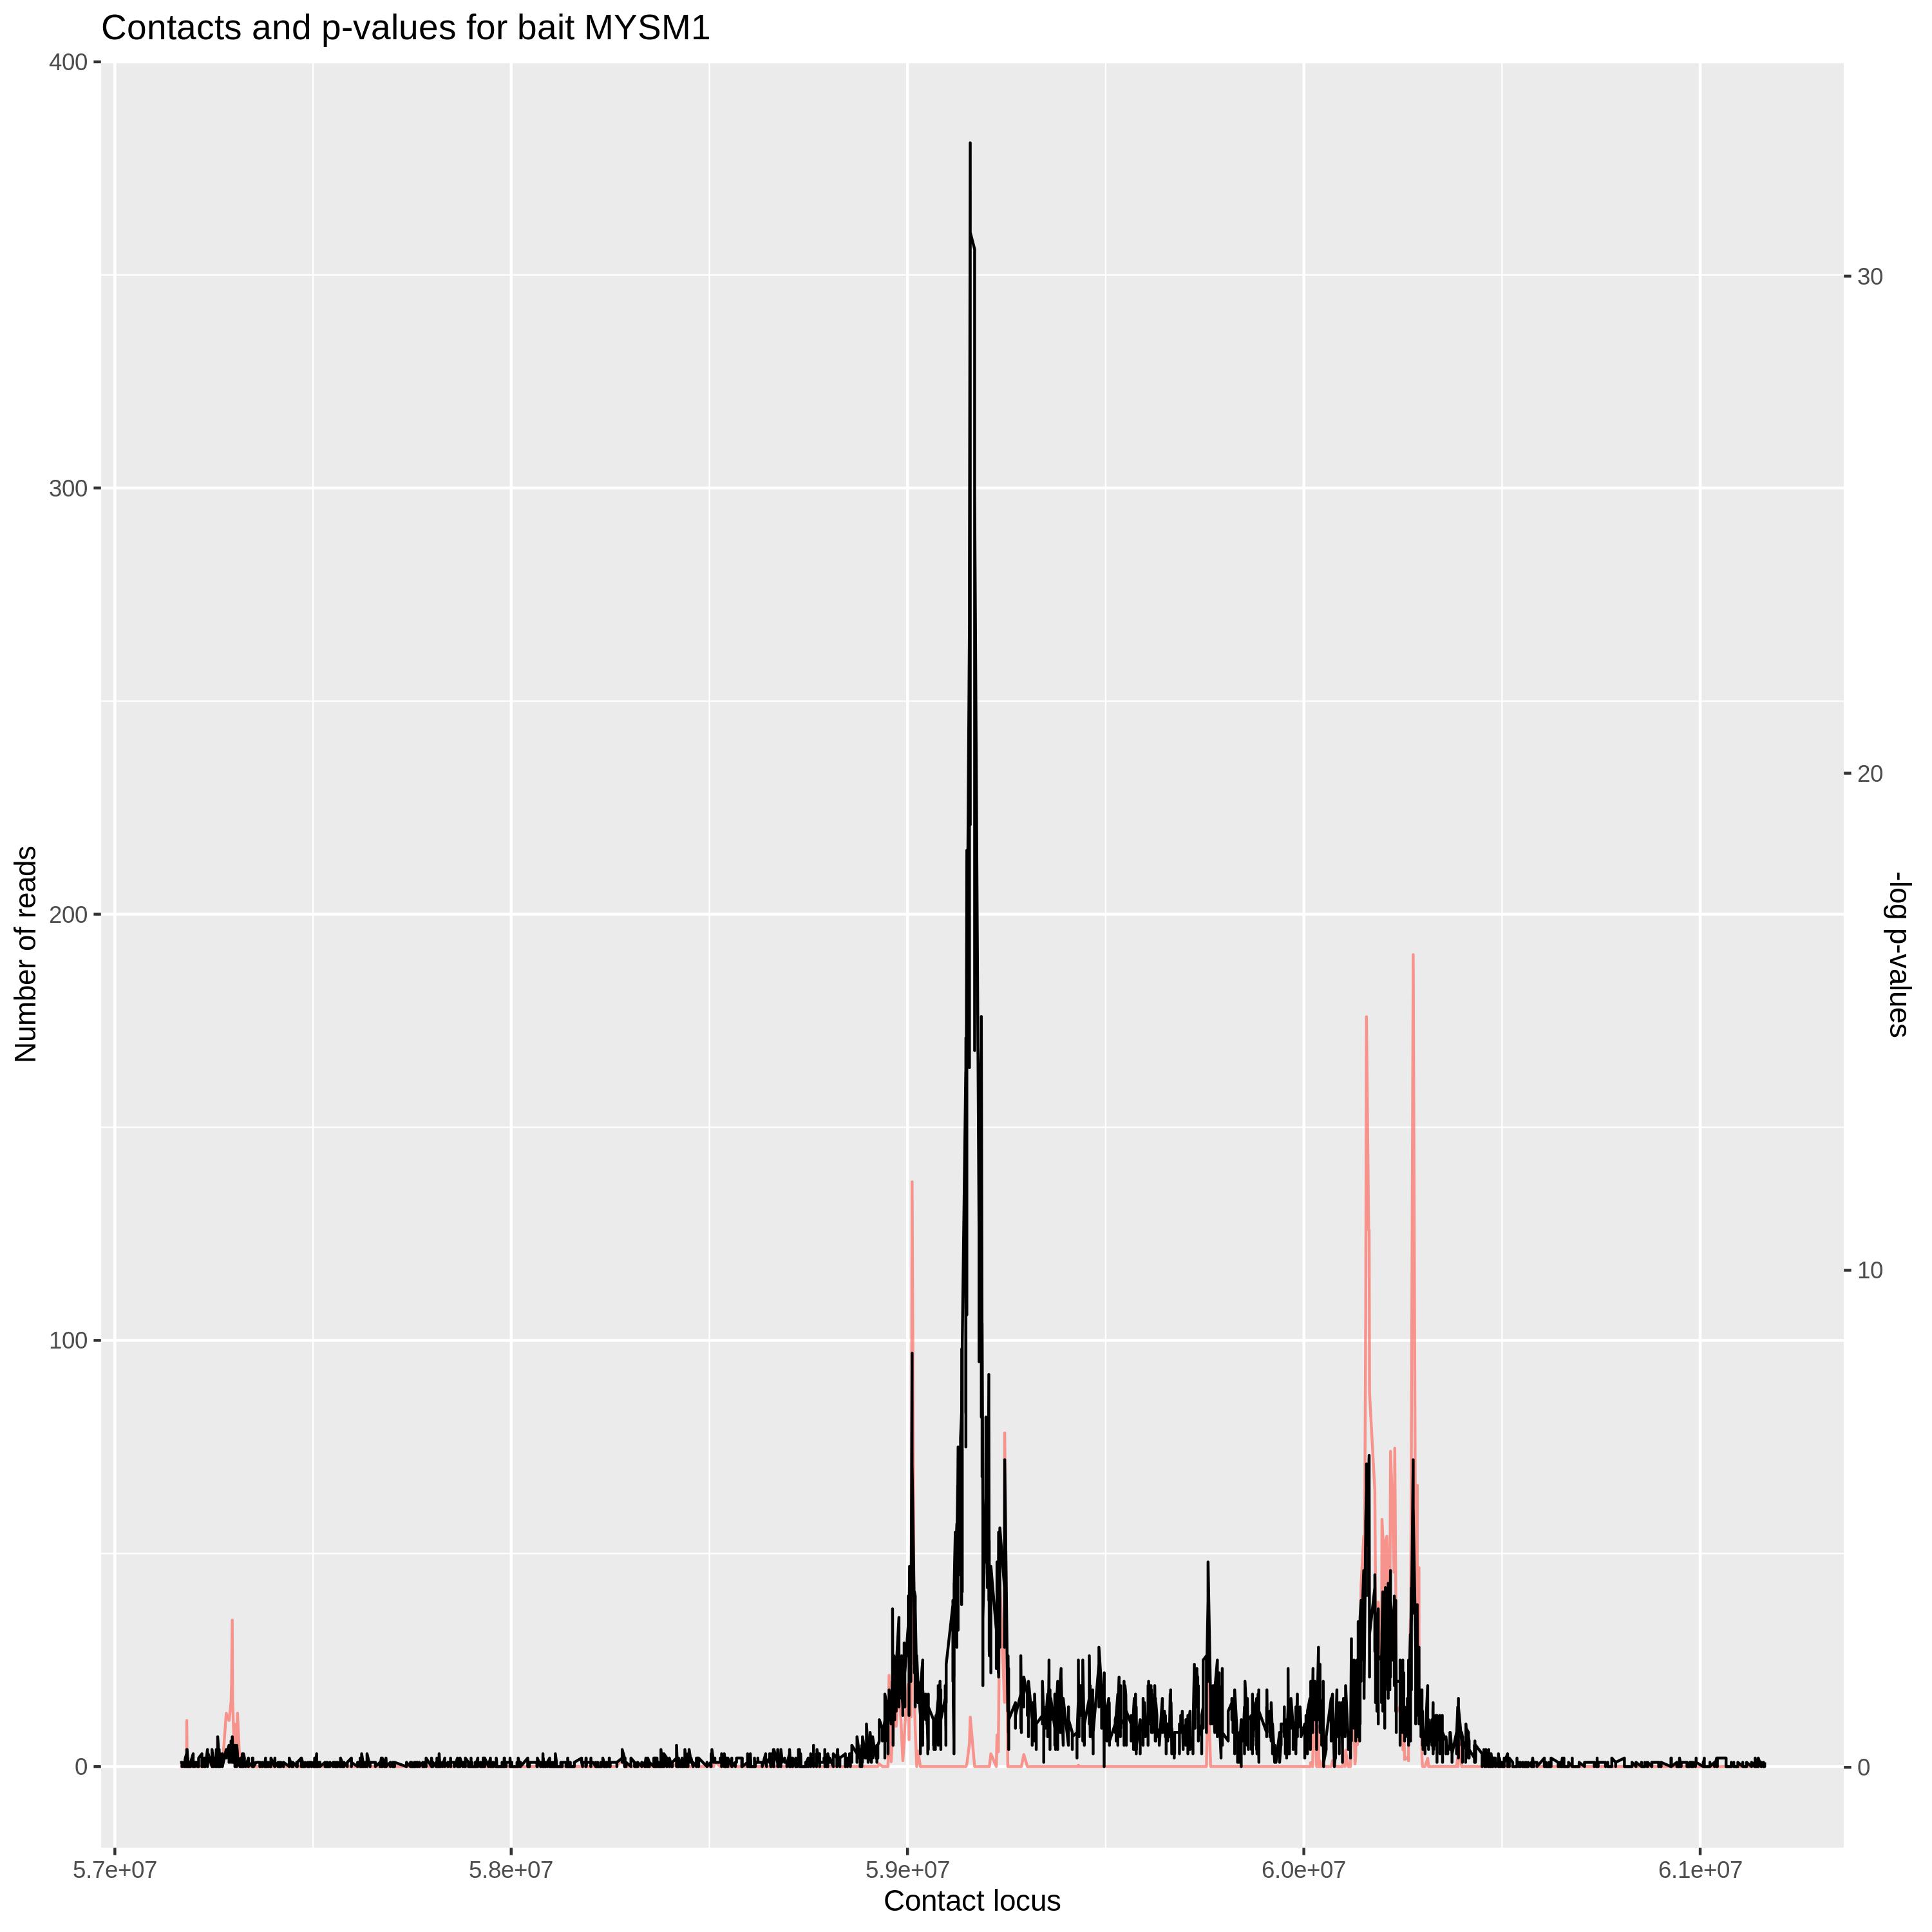 Contacts and p-values for bait MYSM1
400
300
200
100
0
Number of reads
30
20
10
0
-log p-values
5.7e+07
5.8e+07
5.9e+07
6.0e+07
6.1e+07
Contact locus